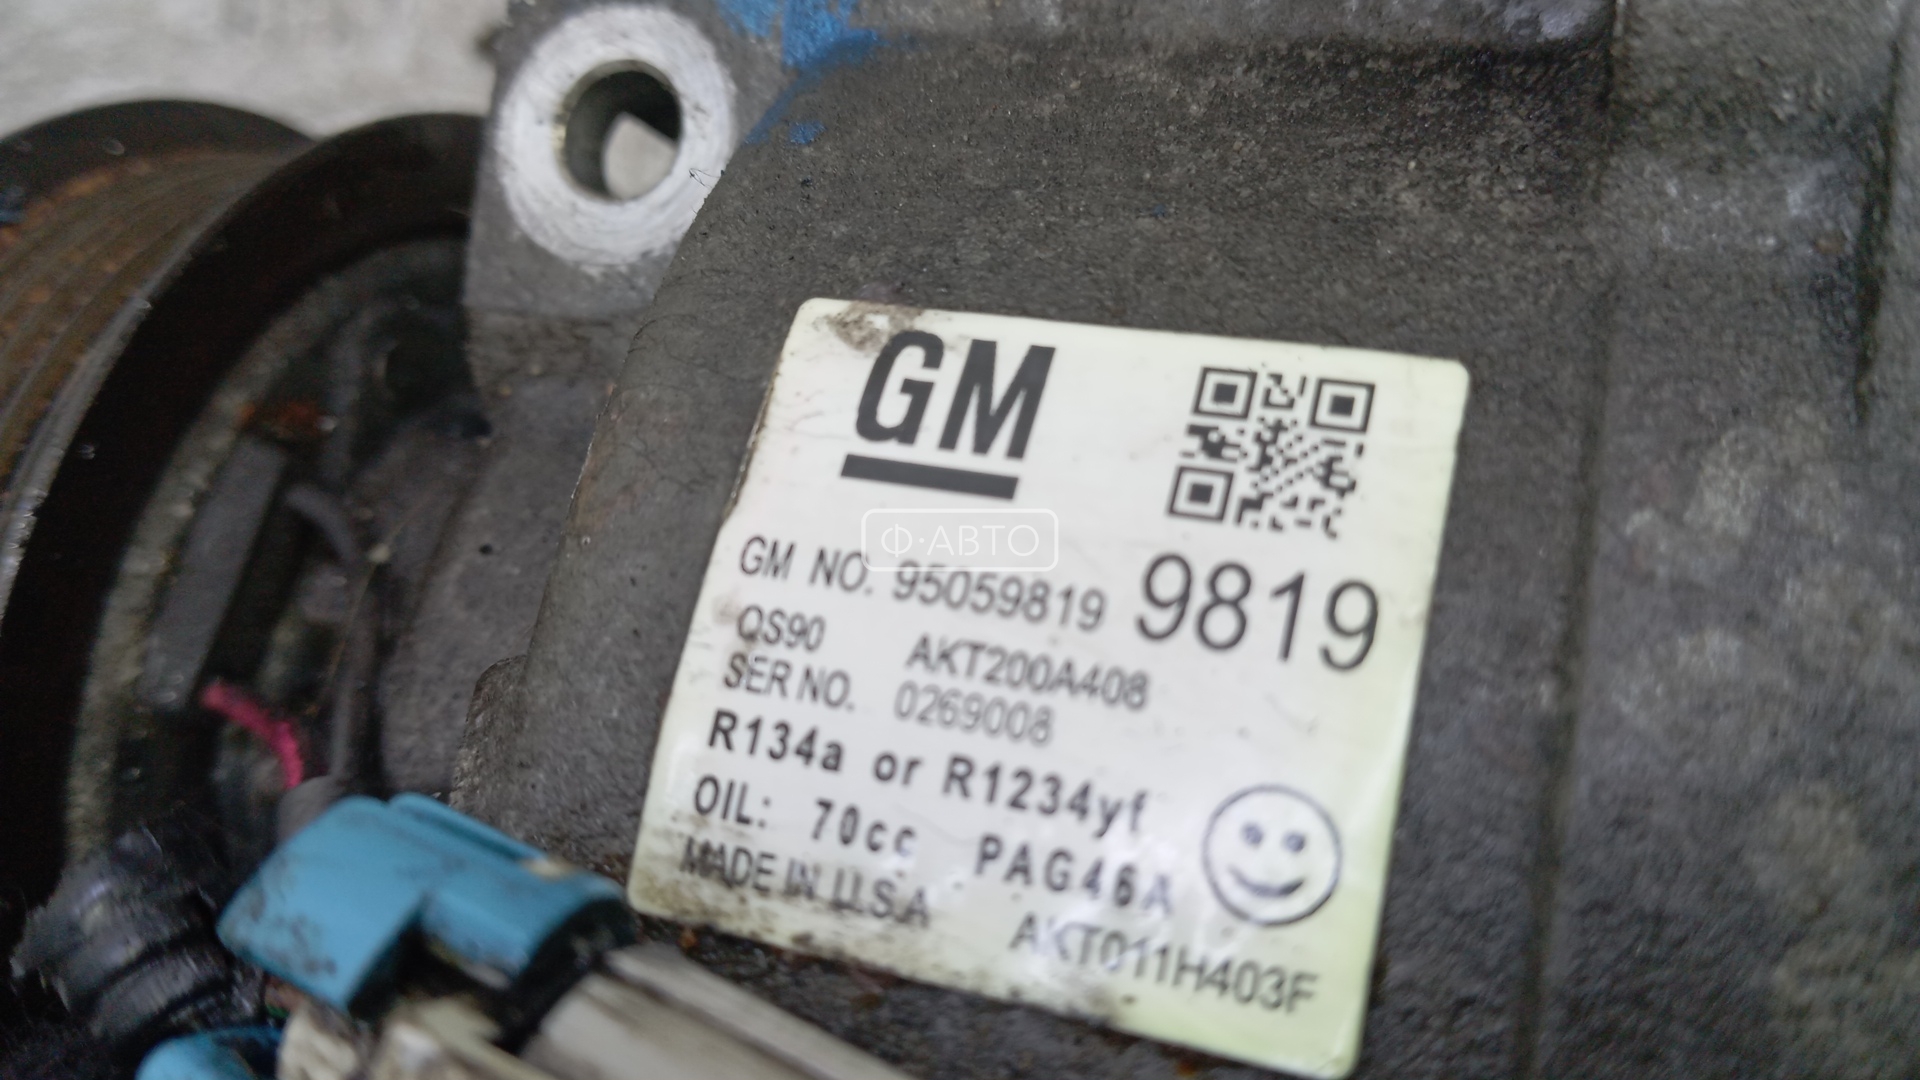 GM
Ф·АВТО
GM NO. 95059819 9819
QS90 AKT200A408
SER NO. 0269008
R134a or R1234yf
OIL: 70cc PAG46A
MADE IN U.S.A
AKT011H403F